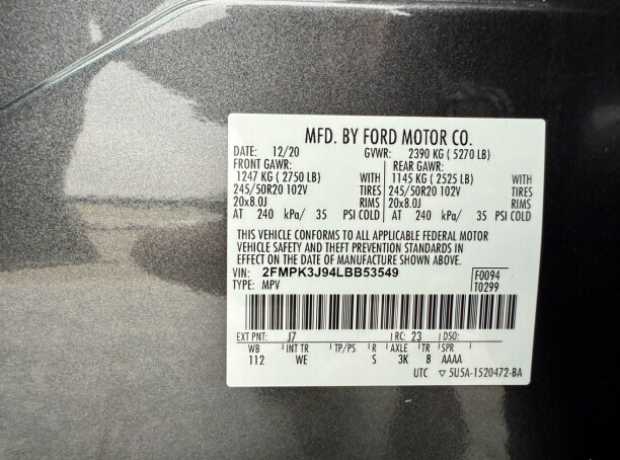 MFD. BY FORD MOTOR CO.
DATE: 12/20 GVWR: 2390 KG ( 5270 LB)
FRONT GAWR: REAR GAWR:
1247 KG ( 2750 LB) WITH 1145 KG ( 2525 LB) WITH
245/50R20 102V TIRES 245/50R20 102V TIRES
20x8.0J RIMS 20x8.0J RIMS
AT 240 kPa/ 35 PSI COLD AT 240 kPa/ 35 PSI COLD
THIS VEHICLE CONFORMS TO ALL APPLICABLE FEDERAL MOTOR
VEHICLE SAFETY AND THEFT PREVENTION STANDARDS IN
EFFECT ON THE DATE OF MANUFACTURE SHOWN ABOVE.
VIN: 2FMPK3J94LBB53549 F0094
TYPE: MPV T0299
EXT PNT: J7 RC: 23 DSO:
WB INT TR TP/PS R AXLE TR SPR
112 WE S 3K 8 AAAA
UTC ▽ 5U5A-1520472-BA